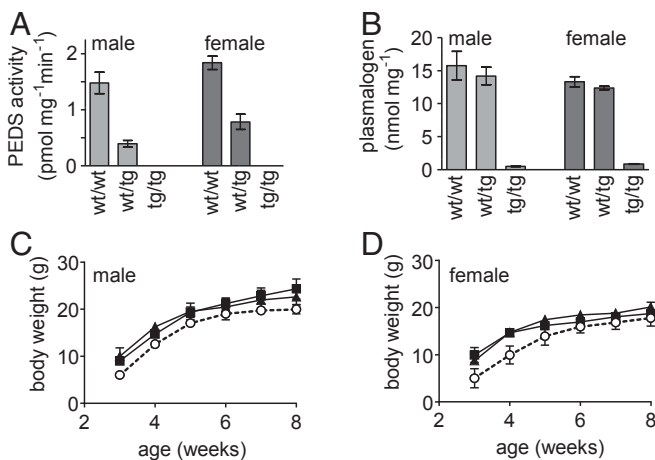 A
male
female
PEDS activity
(pmol mg⁻¹min⁻¹)
2
1
0
wt/wt
wt/tg
tg/tg
wt/wt
wt/tg
tg/tg
B
male
female
plasmalogen
(nmol mg⁻¹)
20
15
10
5
0
wt/wt
wt/tg
tg/tg
wt/wt
wt/tg
tg/tg
C
male
body weight (g)
30
20
10
0
2
4
6
8
age (weeks)
D
female
body weight (g)
30
20
10
0
2
4
6
8
age (weeks)